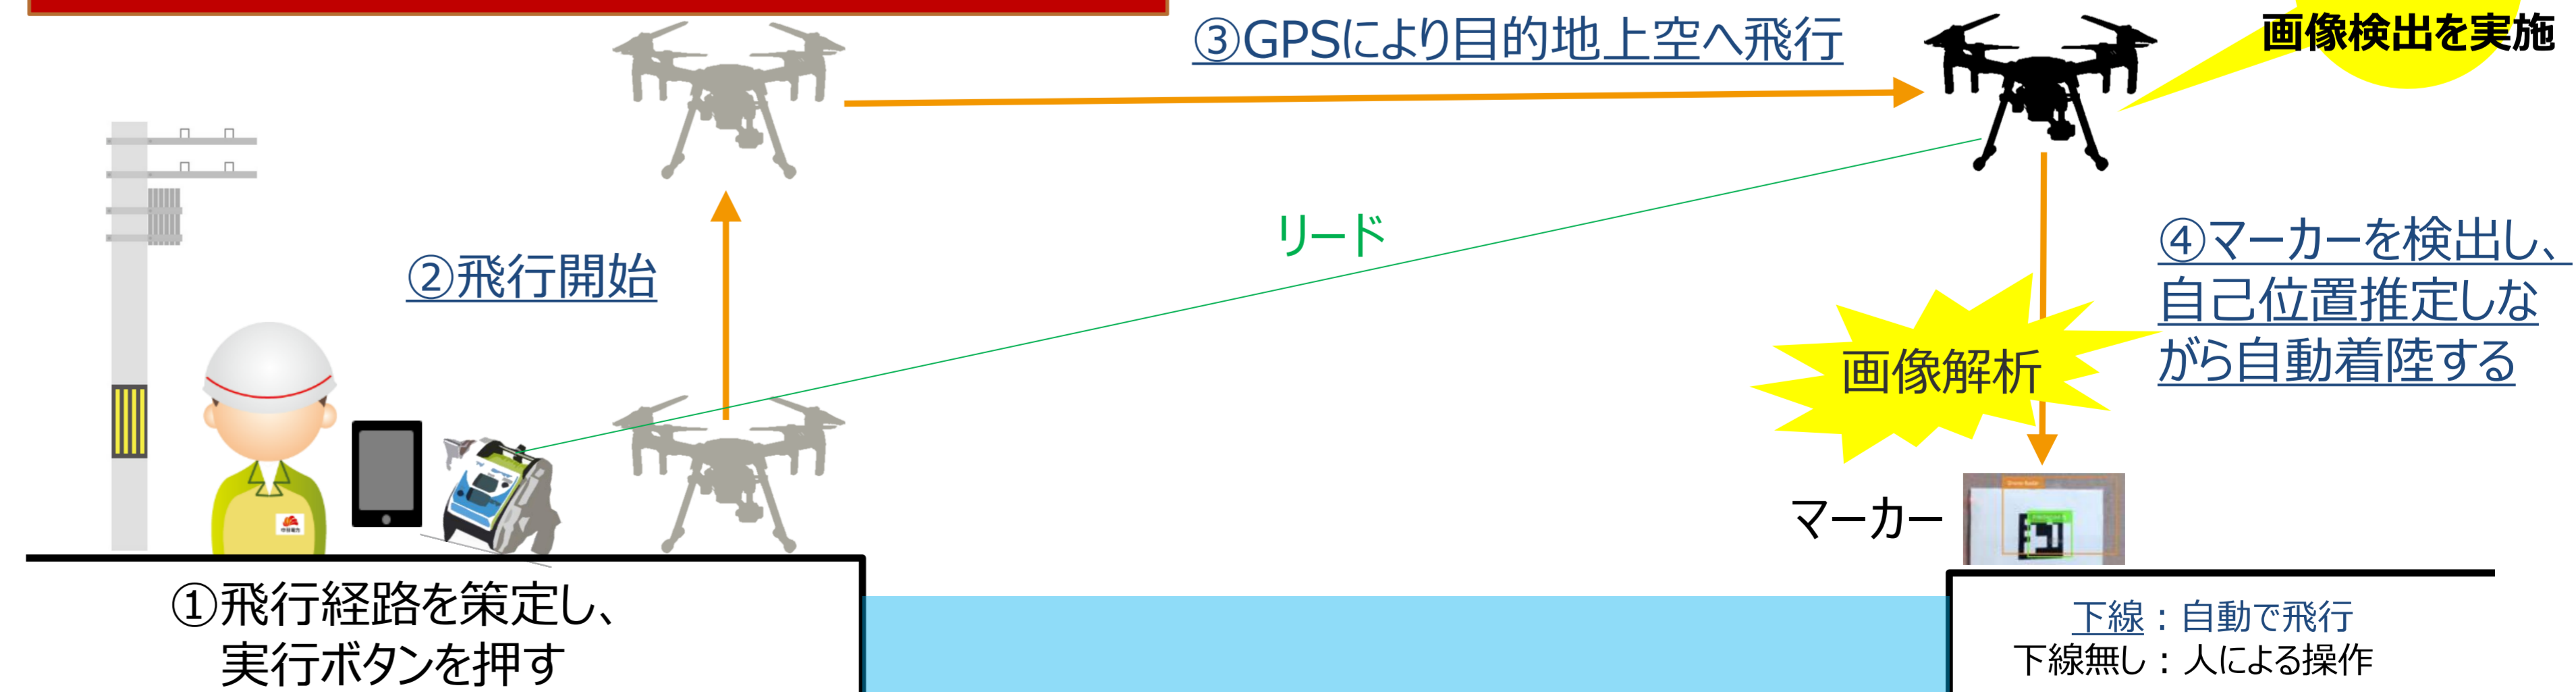 ③GPSにより目的地上空へ飛行
画像検出を実施
②飛行開始
リード
④マーカーを検出し、
自己位置推定しな
がら自動着陸する
画像解析
マーカー
①飛行経路を策定し、
実行ボタンを押す
下線：自動で飛行
下線無し：人による操作